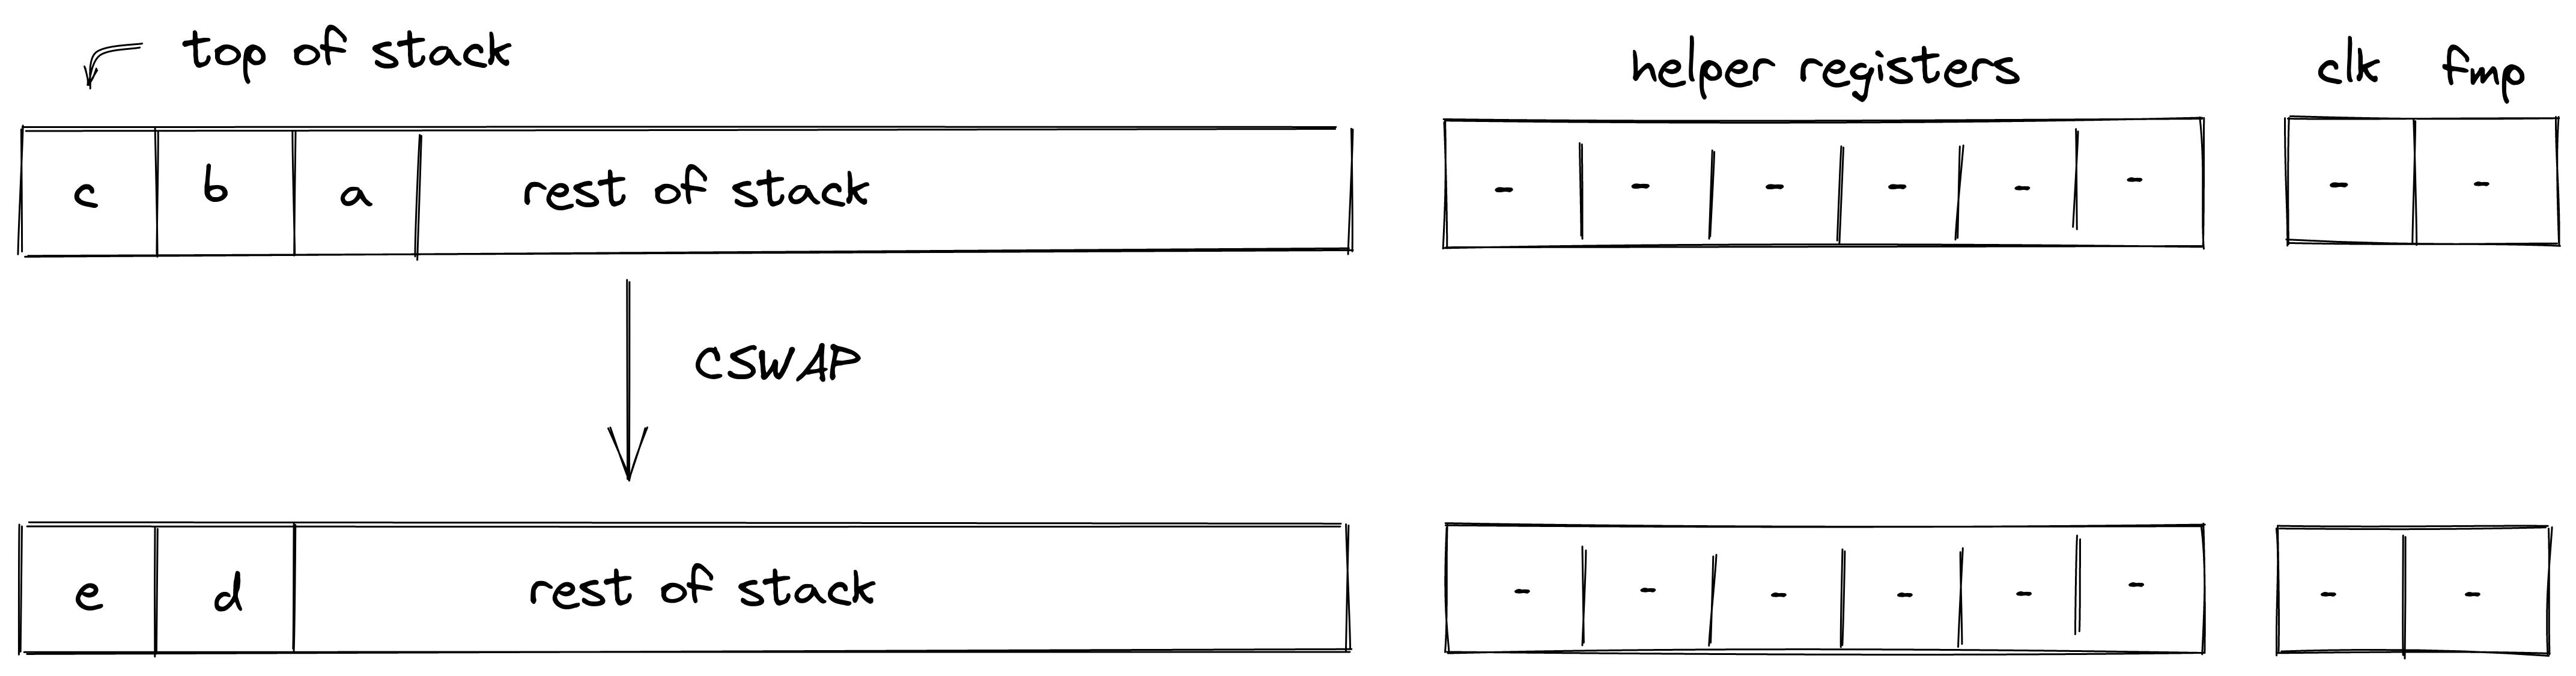 top of stack
helper registers
clk fmp
c b a rest of stack
- - - - - -
- -
CSWAP
e d rest of stack
- - - - - -
- -